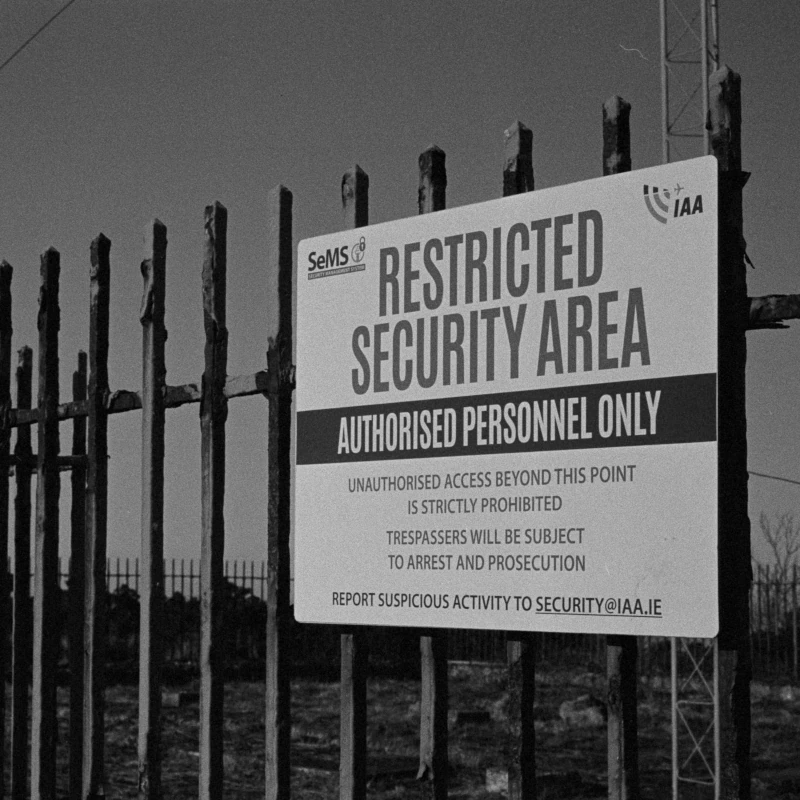 SeMS
SECURITY MANAGEMENT SYSTEM
IAA
RESTRICTED
SECURITY AREA
AUTHORISED PERSONNEL ONLY
UNAUTHORISED ACCESS BEYOND THIS POINT
IS STRICTLY PROHIBITED
TRESPASSERS WILL BE SUBJECT
TO ARREST AND PROSECUTION
REPORT SUSPICIOUS ACTIVITY TO SECURITY@IAA.IE